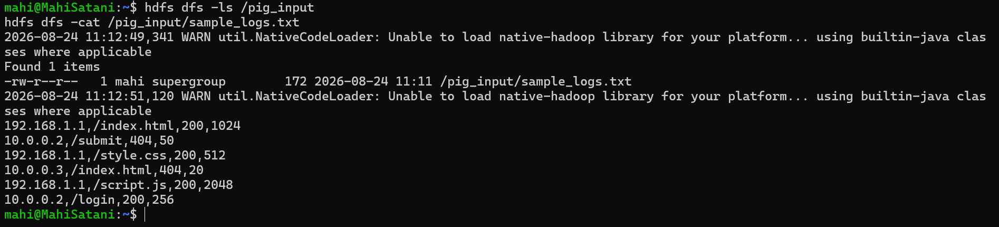 mahi@MahiSatani:~$ hdfs dfs -ls /pig_input
hdfs dfs -cat /pig_input/sample_logs.txt
2026-08-24 11:12:49,341 WARN util.NativeCodeLoader: Unable to load native-hadoop library for your platform... using builtin-java clas
ses where applicable
Found 1 items
-rw-r--r--   1 mahi supergroup        172 2026-08-24 11:11 /pig_input/sample_logs.txt
2026-08-24 11:12:51,120 WARN util.NativeCodeLoader: Unable to load native-hadoop library for your platform... using builtin-java clas
ses where applicable
192.168.1.1,/index.html,200,1024
10.0.0.2,/submit,404,50
192.168.1.1,/style.css,200,512
10.0.0.3,/index.html,404,20
192.168.1.1,/script.js,200,2048
10.0.0.2,/login,200,256
mahi@MahiSatani:~$